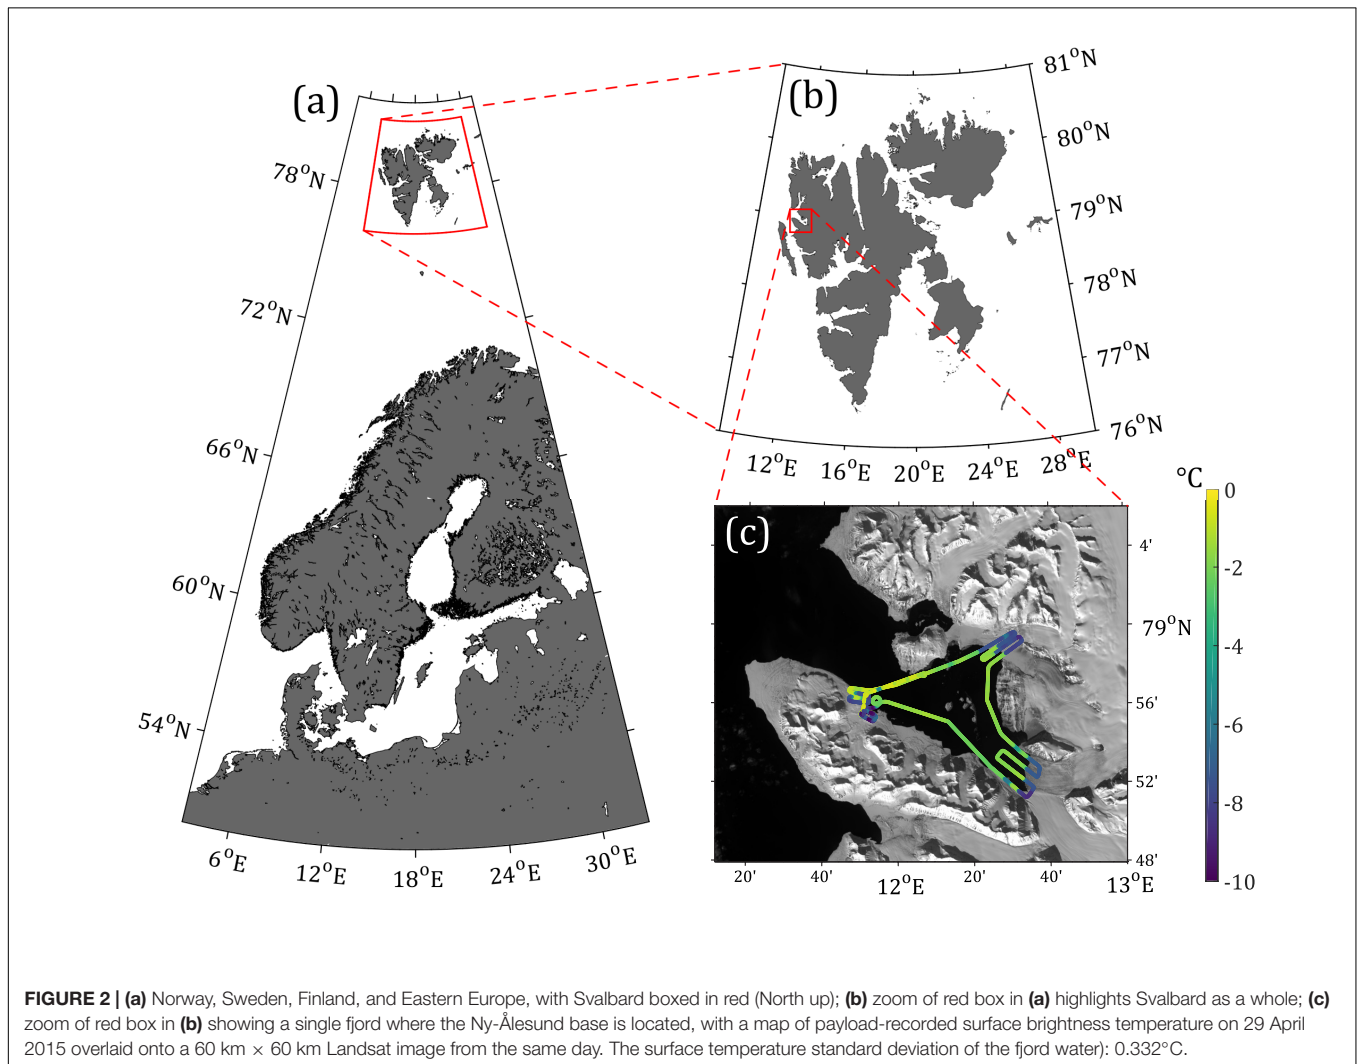 (a)
78°N
72°N
66°N
60°N
54°N
6°E
12°E
18°E
24°E
30°E
(b)
81°N
80°N
79°N
78°N
77°N
76°N
12°E
16°E
20°E
24°E
28°E
(c)
4'
79°N
56'
52'
48'
20'
40'
12°E
20'
40'
13°E
°C
0
-2
-4
-6
-8
-10
FIGURE 2 | (a) Norway, Sweden, Finland, and Eastern Europe, with Svalbard boxed in red (North up); (b) zoom of red box in (a) highlights Svalbard as a whole; (c)
zoom of red box in (b) showing a single fjord where the Ny-Ålesund base is located, with a map of payload-recorded surface brightness temperature on 29 April
2015 overlaid onto a 60 km × 60 km Landsat image from the same day. The surface temperature standard deviation of the fjord water): 0.332°C.